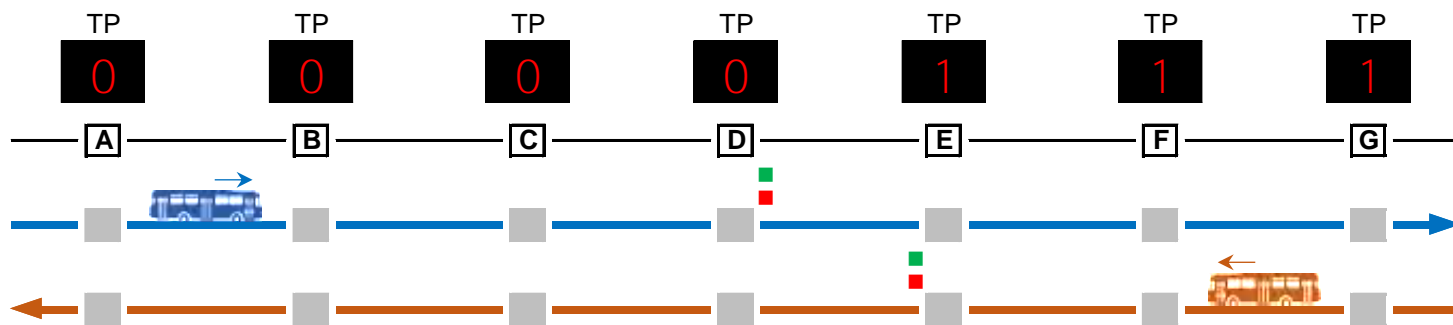 TP TP TP TP TP TP TP
0 0 0 0 1 1 1
A B C D E F G